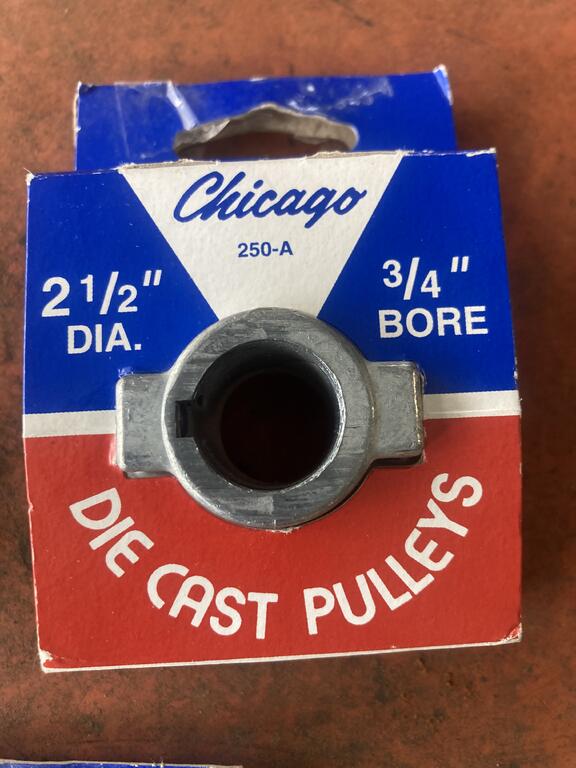 Chicago
250-A
2 1/2" DIA.
3/4" BORE
DIE CAST PULLEYS